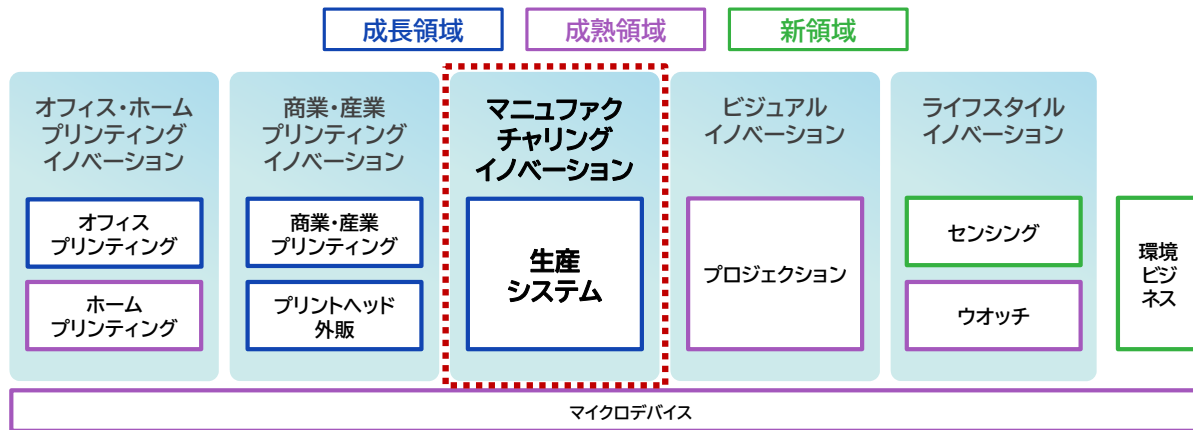 成長領域
成熟領域
新領域
オフィス・ホーム
プリンティング
イノベーション
オフィス
プリンティング
ホーム
プリンティング
商業・産業
プリンティング
イノベーション
商業・産業
プリンティング
プリントヘッド
外販
マニュファク
チャリング
イノベーション
生産
システム
ビジュアル
イノベーション
プロジェクション
ライフスタイル
イノベーション
センシング
ウオッチ
環境
ビジ
ネス
マイクロデバイス